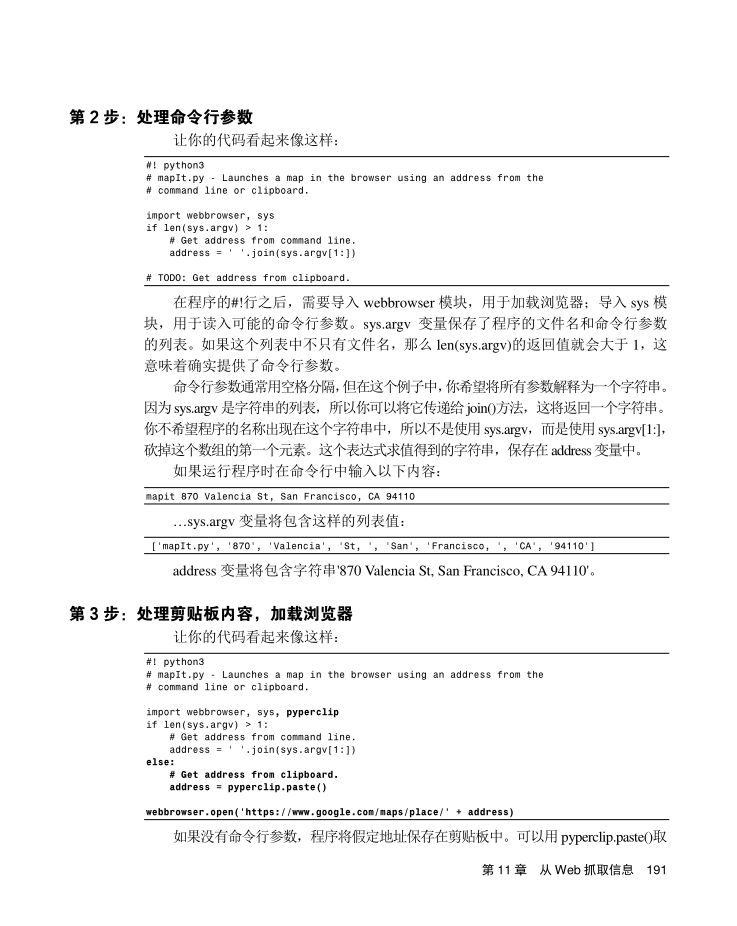 第 2 步：处理命令行参数
让你的代码看起来像这样：
#! python3
# mapIt.py - Launches a map in the browser using an address from the
# command line or clipboard.
import webbrowser, sys
if len(sys.argv) > 1:
    # Get address from command line.
    address = ' '.join(sys.argv[1:])
# TODO: Get address from clipboard.
在程序的#!行之后，需要导入 webbrowser 模块，用于加载浏览器；导入 sys 模
块，用于读入可能的命令行参数。sys.argv 变量保存了程序的文件名和命令行参数
的列表。如果这个列表中不只有文件名，那么 len(sys.argv)的返回值就会大于 1，这
意味着确实提供了命令行参数。
命令行参数通常用空格分隔，但在这个例子中，你希望将所有参数解释为一个字符串。
因为 sys.argv 是字符串的列表，所以你可以将它传递给 join()方法，这将返回一个字符串。
你不希望程序的名称出现在这个字符串中，所以不是使用 sys.argv，而是使用 sys.argv[1:]，
砍掉这个数组的第一个元素。这个表达式求值得到的字符串，保存在 address 变量中。
如果运行程序时在命令行中输入以下内容：
mapit 870 Valencia St, San Francisco, CA 94110
…sys.argv 变量将包含这样的列表值：
['mapIt.py', '870', 'Valencia', 'St, ', 'San', 'Francisco, ', 'CA', '94110']
address 变量将包含字符串'870 Valencia St, San Francisco, CA 94110'。
第 3 步：处理剪贴板内容，加载浏览器
让你的代码看起来像这样：
#! python3
# mapIt.py - Launches a map in the browser using an address from the
# command line or clipboard.
import webbrowser, sys, pyperclip
if len(sys.argv) > 1:
    # Get address from command line.
    address = ' '.join(sys.argv[1:])
else:
    # Get address from clipboard.
    address = pyperclip.paste()
webbrowser.open('https://www.google.com/maps/place/' + address)
如果没有命令行参数，程序将假定地址保存在剪贴板中。可以用 pyperclip.paste()取
第 11 章 从 Web 抓取信息 191